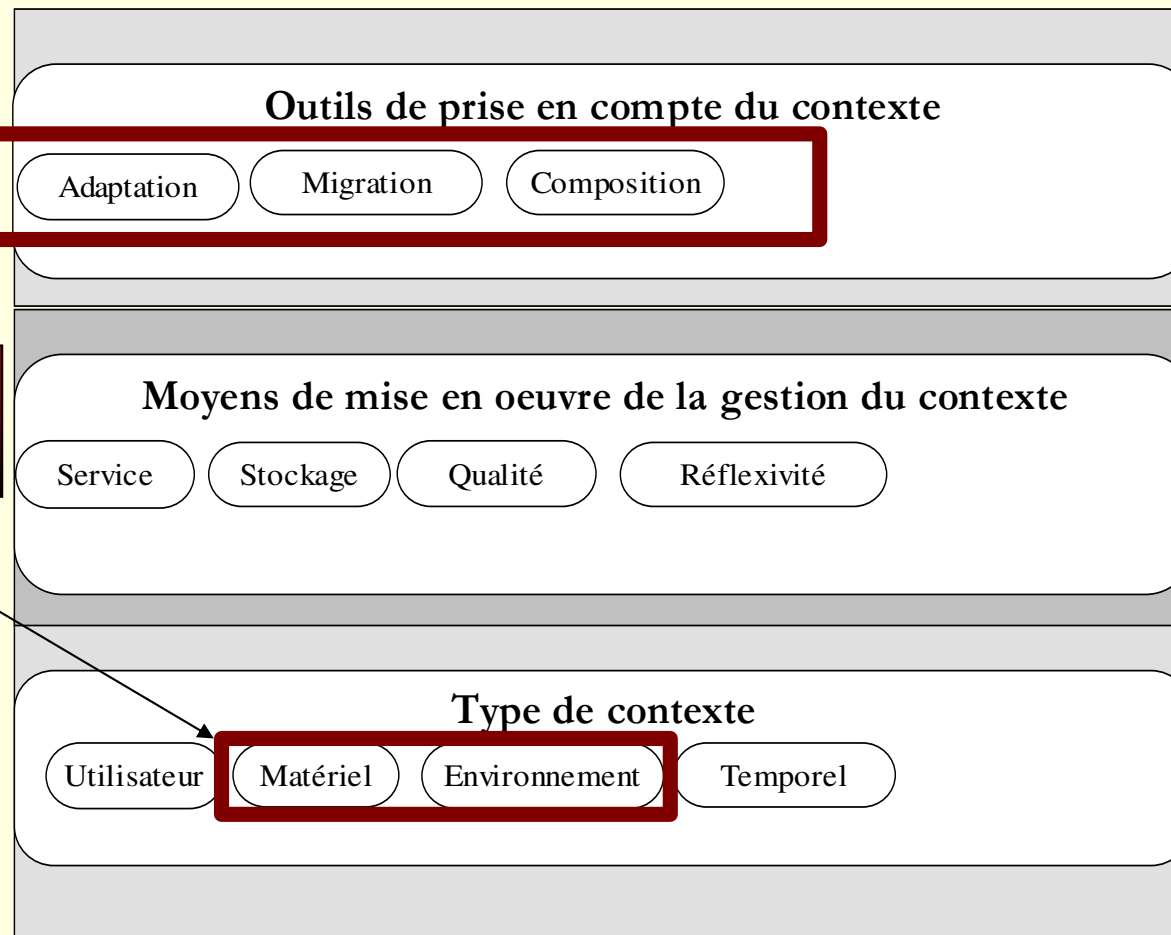 Outils de prise en compte du contexte
Adaptation Migration Composition
Moyens de mise en oeuvre de la gestion du contexte
Service Stockage Qualité Réflexivité
Type de contexte
Utilisateur Matériel Environnement Temporel